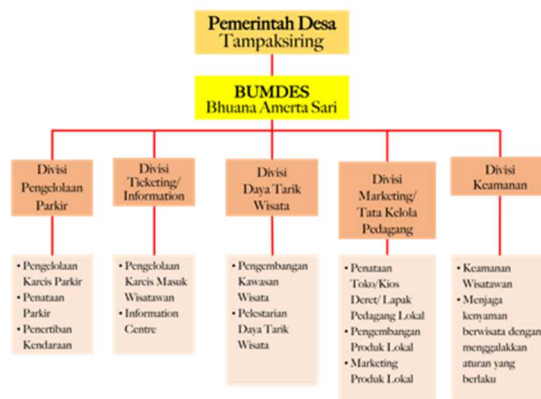 Pemerintah Desa
Tampaksiring
BUMDES
Bhuana Amerta Sari
Divisi
Pengelolaan
Parkir
Divisi
Ticketing/
Information
Divisi
Daya Tarik
Wisata
Divisi
Marketing/
Tata Kelola
Pedagang
Divisi
Keamanan
• Pengelolaan
Karcis Parkir
• Penataan
Parkir
• Penertiban
Kendaraan
• Pengelolaan
Karcis Masuk
Wisatawan
• Information
Centre
• Pengembangan
Kawasan
Wisata
• Pelestarian
Daya Tarik
Wisata
• Penataan
Toko/Kios
Deret/ Lapak
Pedagang Lokal
• Pengembangan
Produk Lokal
• Marketing
Produk Lokal
• Keamanan
Wisatawan
• Menjaga
kenyaman
berwisata dengan
menggalakkan
aturan yang
berlaku